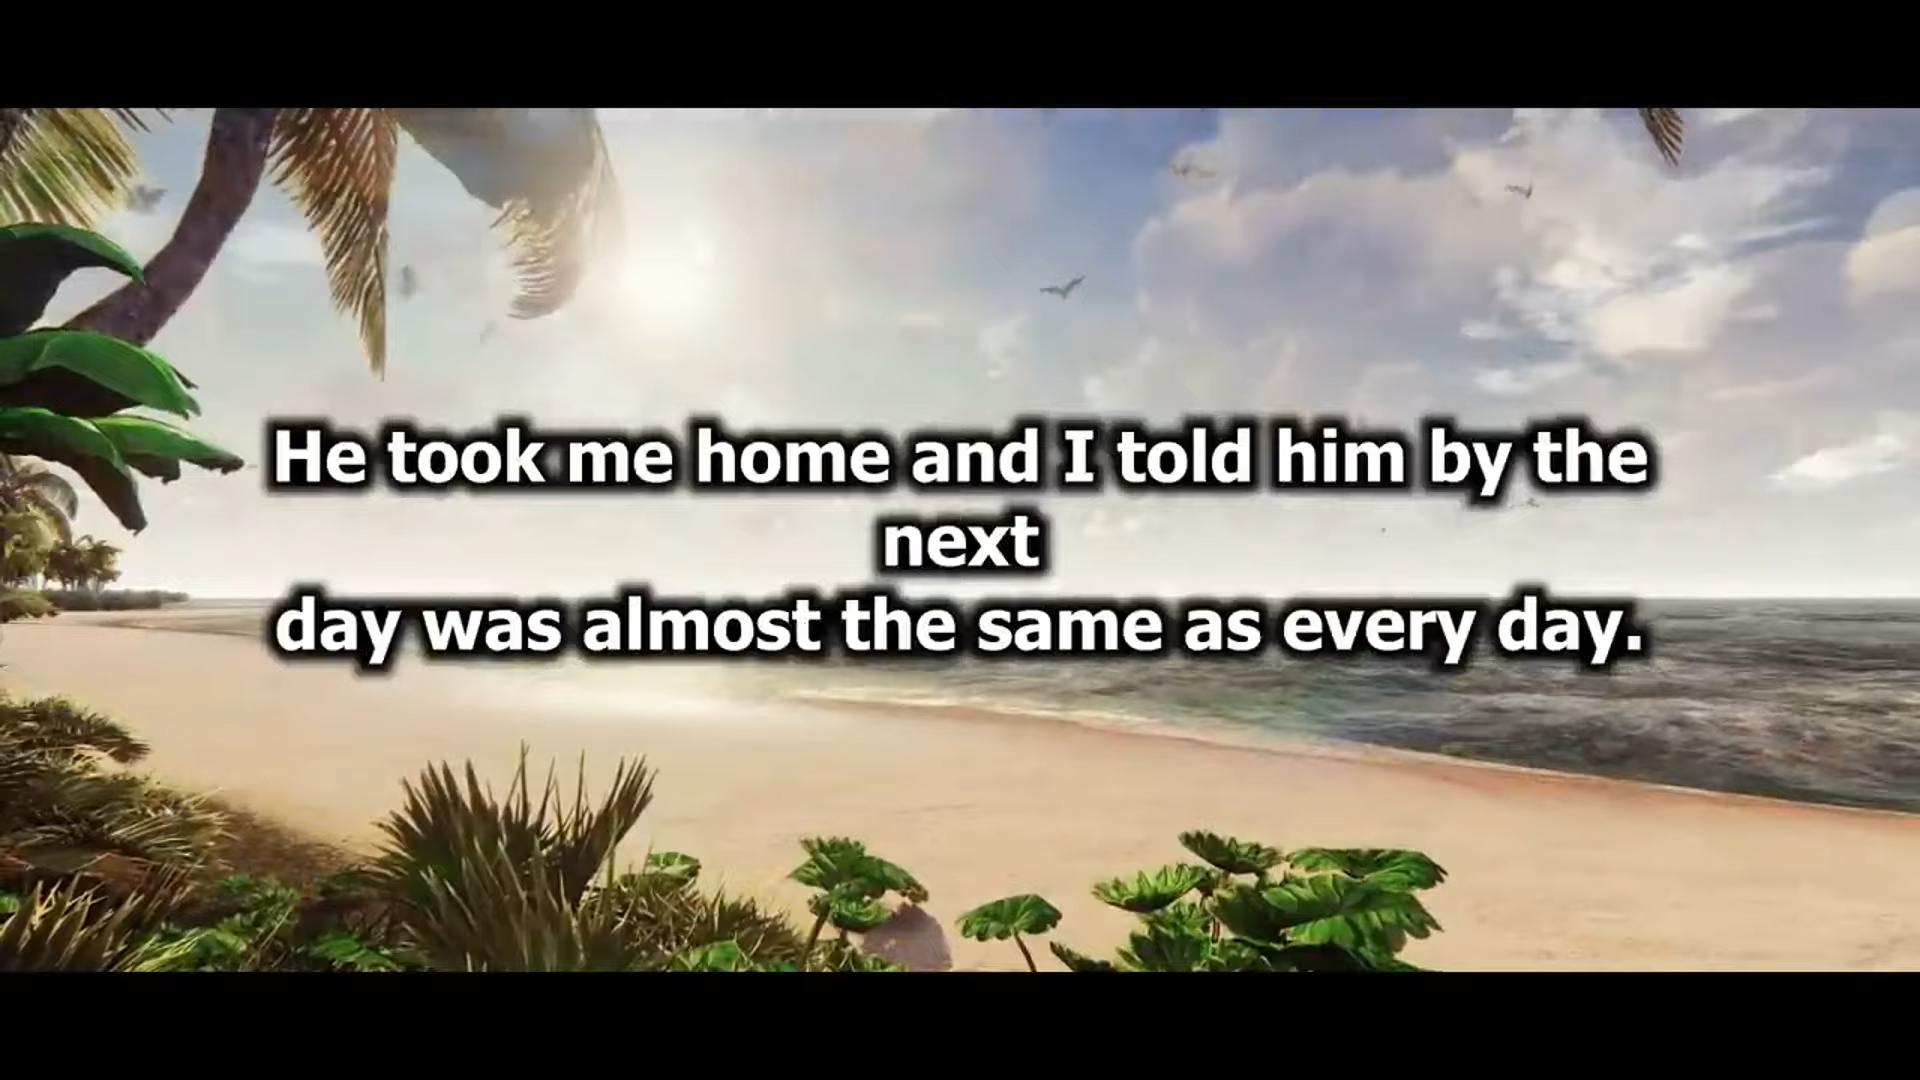 He took me home and I told him by the
next
day was almost the same as every day.